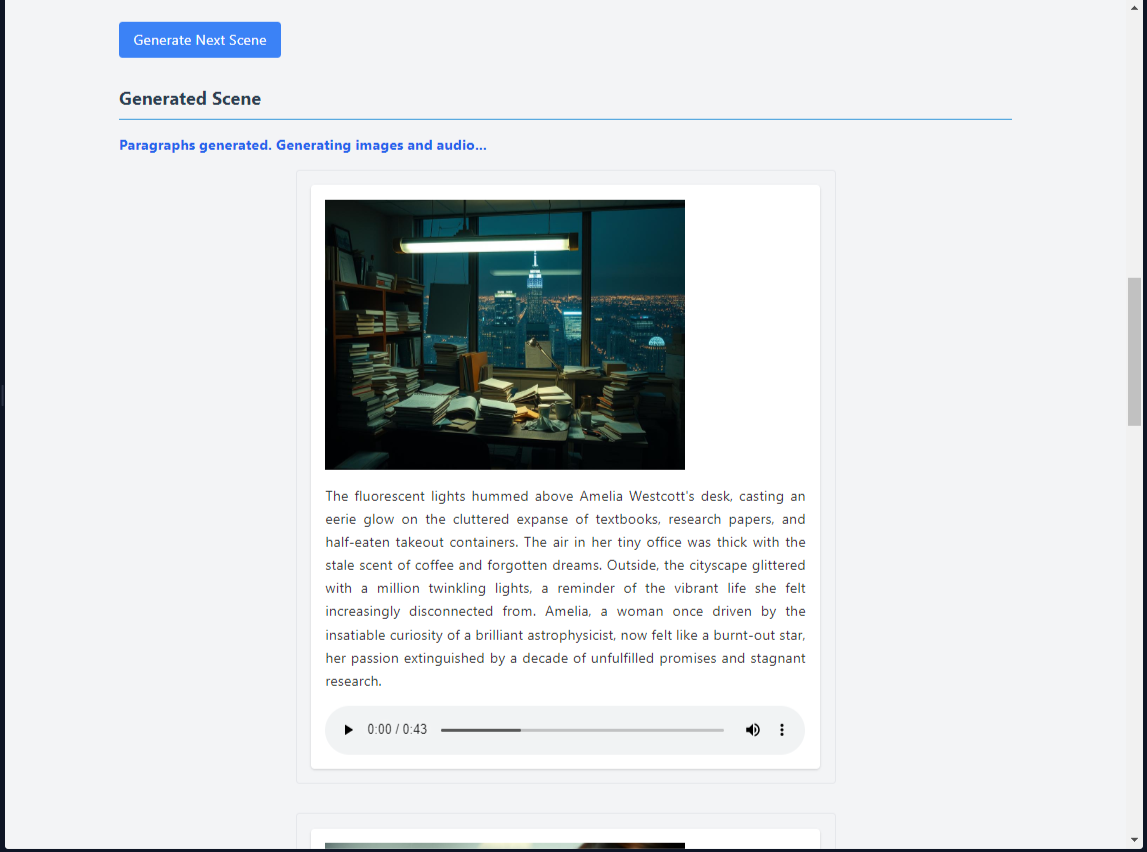 Generate Next Scene
Generated Scene
Paragraphs generated. Generating images and audio...
The fluorescent lights hummed above Amelia Westcott's desk, casting an
eerie glow on the cluttered expanse of textbooks, research papers, and
half-eaten takeout containers. The air in her tiny office was thick with the
stale scent of coffee and forgotten dreams. Outside, the cityscape glittered
with a million twinkling lights, a reminder of the vibrant life she felt
increasingly disconnected from. Amelia, a woman once driven by the
insatiable curiosity of a brilliant astrophysicist, now felt like a burnt-out star,
her passion extinguished by a decade of unfulfilled promises and stagnant
research.
0:00 / 0:43